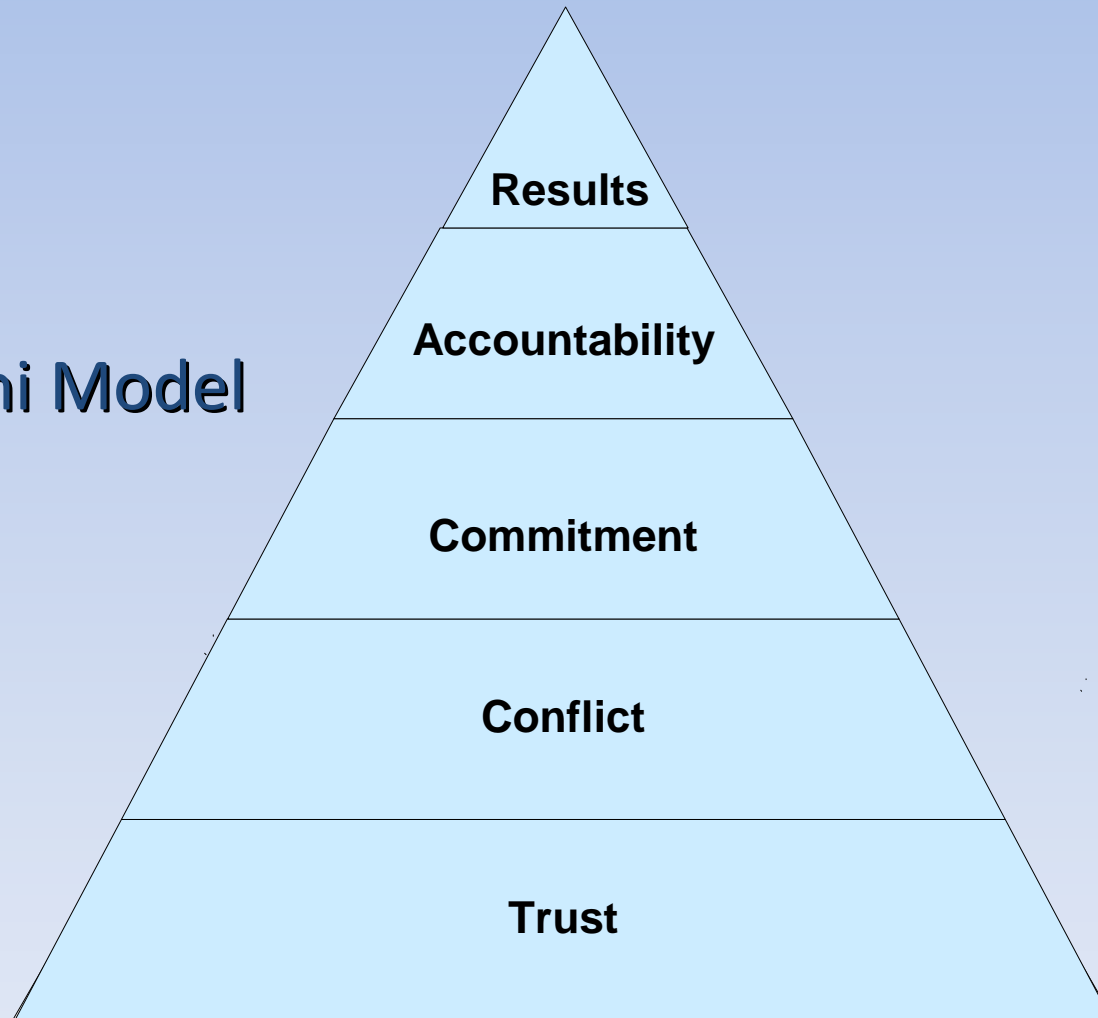 Results
Accountability
ni Model
Commitment
Conflict
Trust